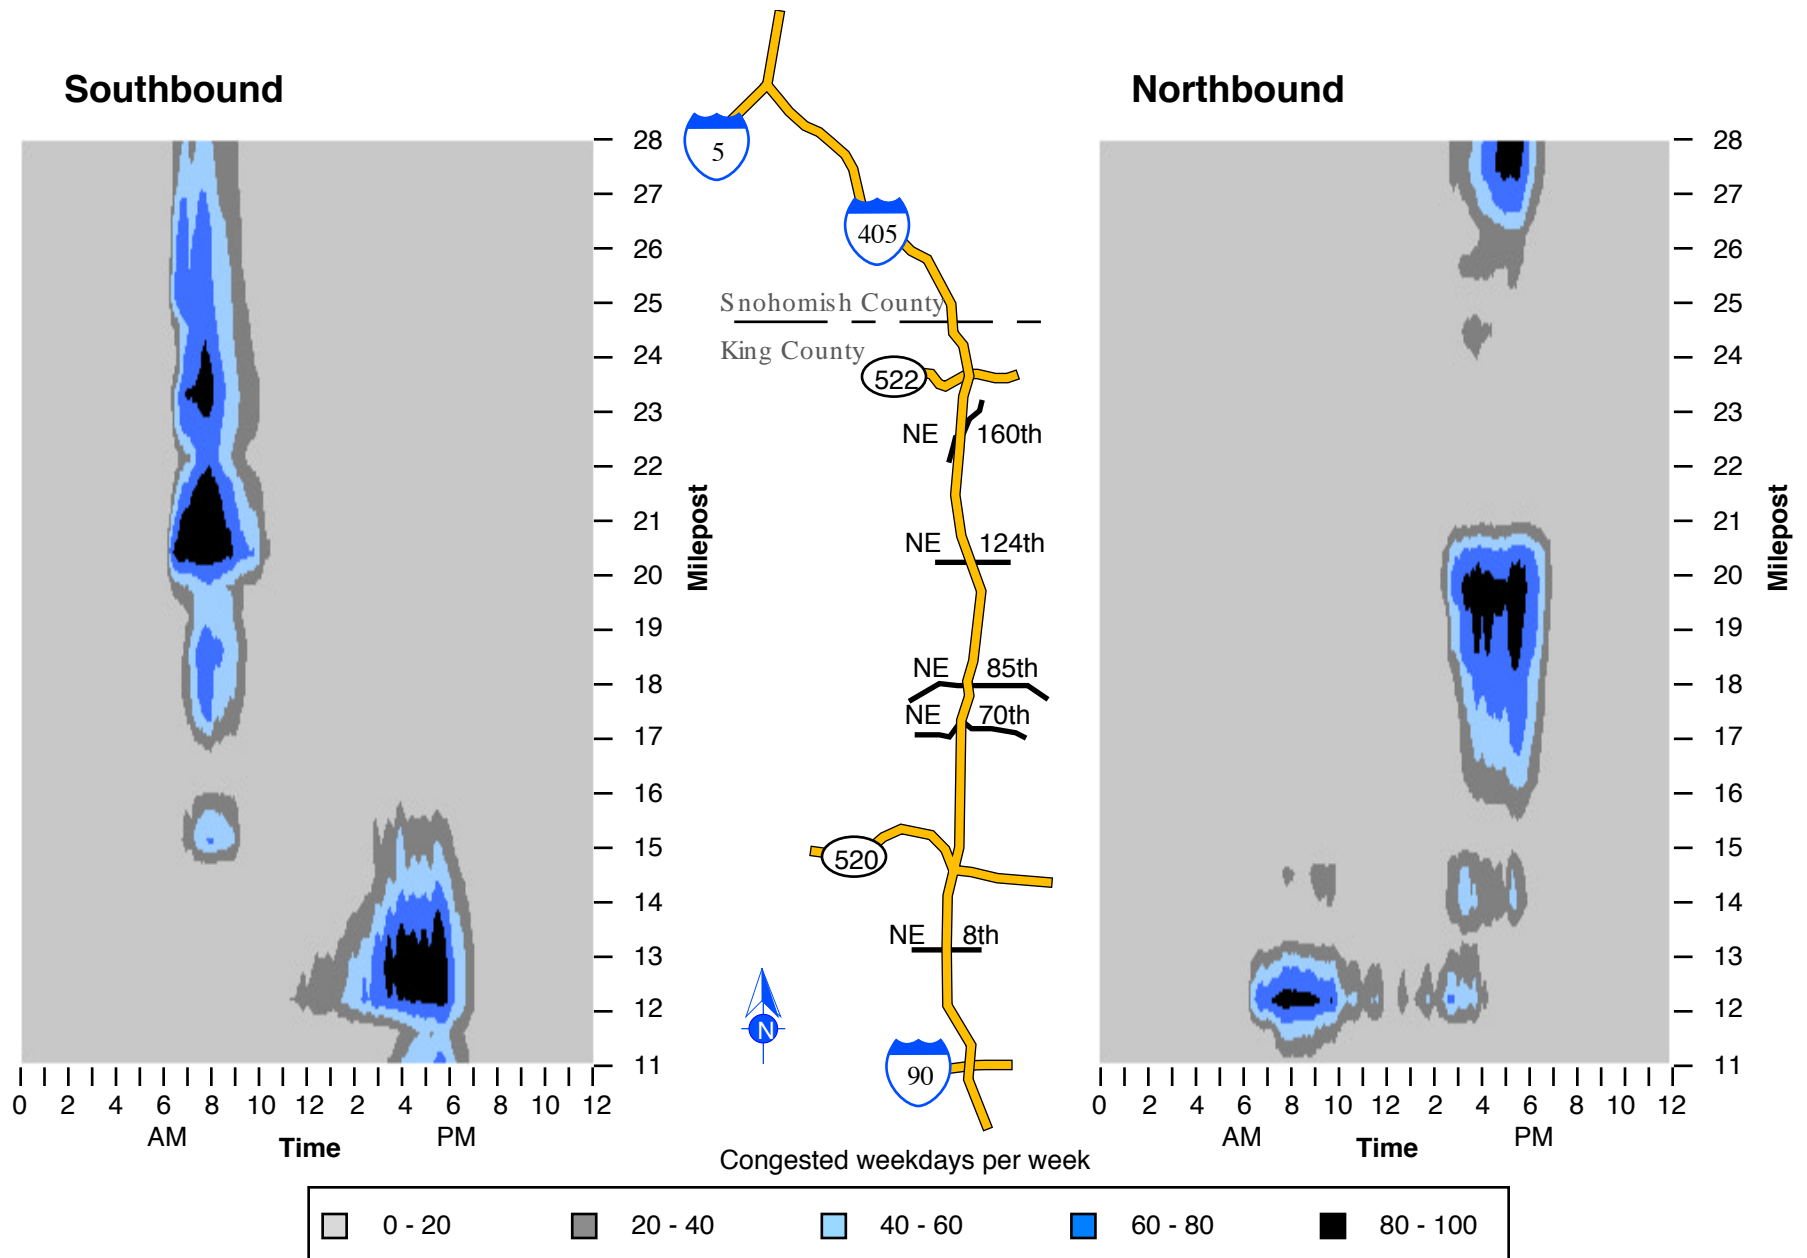 Southbound
Northbound
28
27
26
25
24
23
22
21
20
19
18
17
16
15
14
13
12
11
Milepost
0 2 4 6 8 10 12 2 4 6 8 10 12
AM PM
Time
5
405
Snohomish County
King County
522
NE 160th
NE 124th
NE 85th
NE 70th
520
NE 8th
N
90
28
27
26
25
24
23
22
21
20
19
18
17
16
15
14
13
12
11
Milepost
0 2 4 6 8 10 12 2 4 6 8 10 12
AM PM
Time
Congested weekdays per week
0 - 20 20 - 40 40 - 60 60 - 80 80 - 100